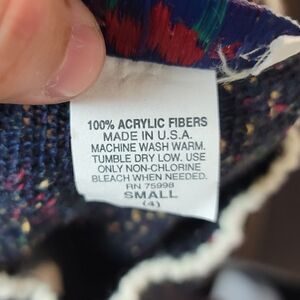 100% ACRYLIC FIBERS
MADE IN U.S.A.
MACHINE WASH WARM.
TUMBLE DRY LOW. USE
ONLY NON-CHLORINE
BLEACH WHEN NEEDED.
RN 75998
SMALL
(4)